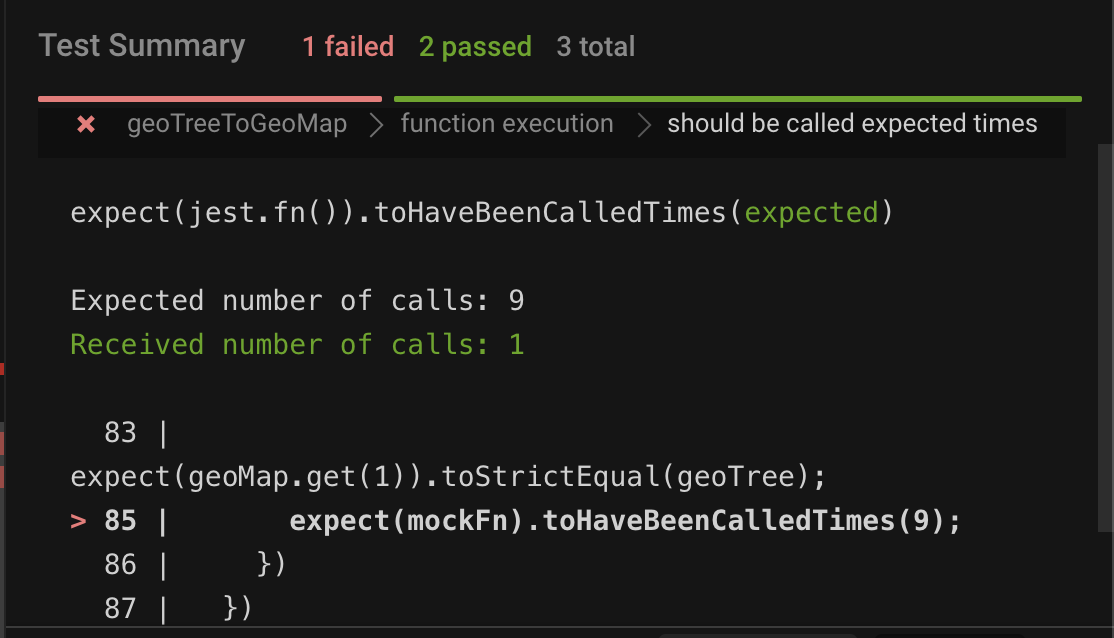 Test Summary 1 failed 2 passed 3 total
✕ geoTreeToGeoMap > function execution > should be called expected times
expect(jest.fn()).toHaveBeenCalledTimes(expected)
Expected number of calls: 9
Received number of calls: 1
83 |
expect(geoMap.get(1)).toStrictEqual(geoTree);
> 85 |       expect(mockFn).toHaveBeenCalledTimes(9);
86 |     })
87 |   })